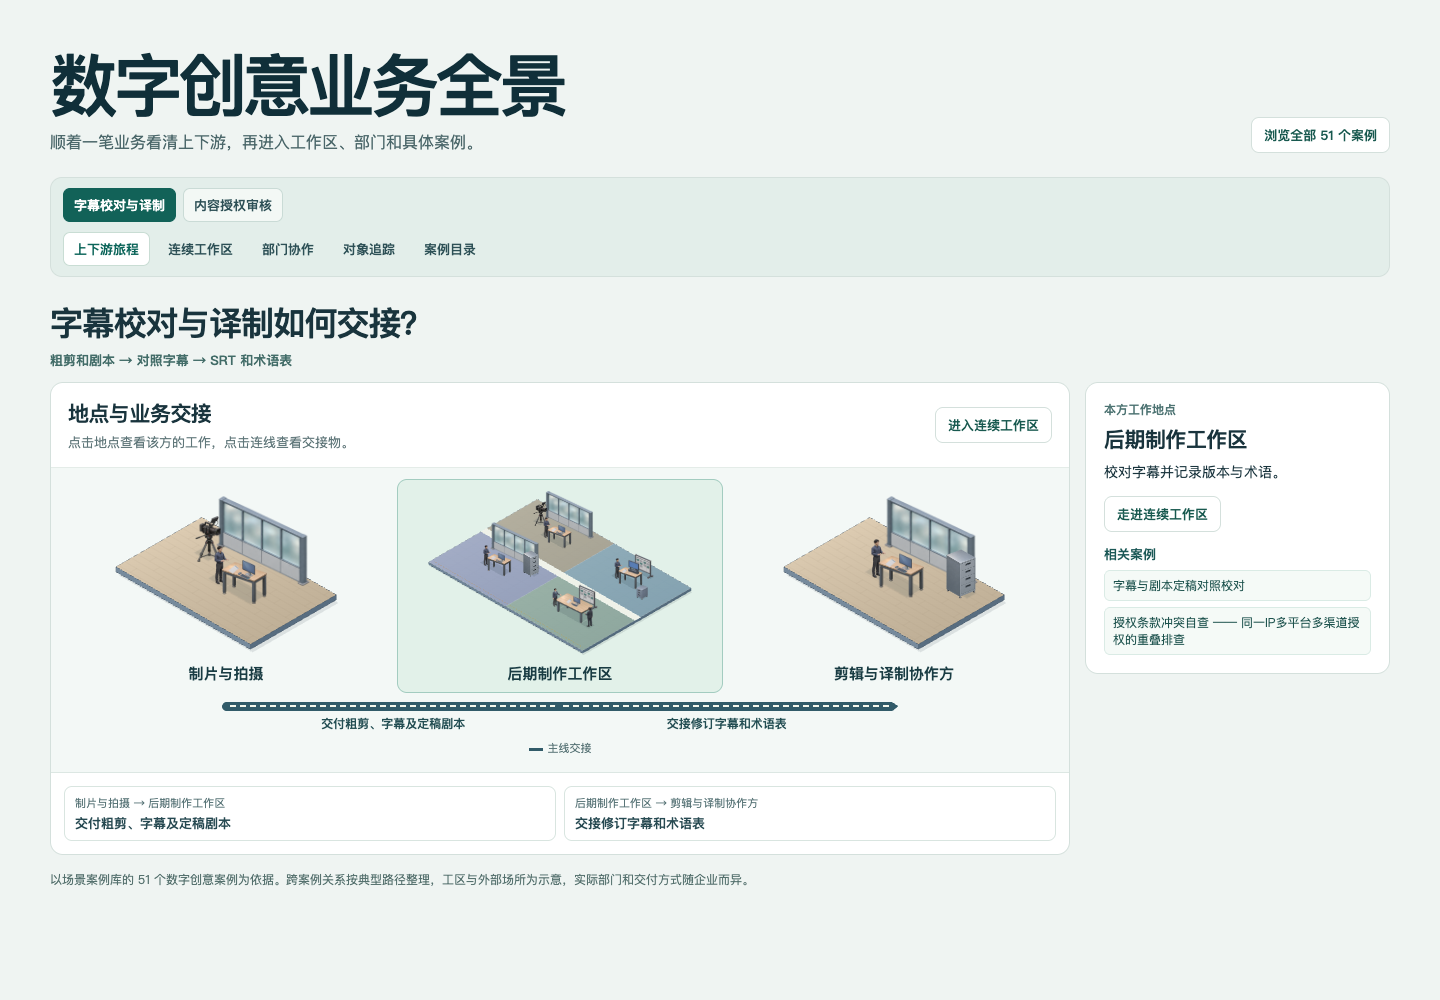 数字创意业务全景
顺着一笔业务看清上下游，再进入工作区、部门和具体案例。
浏览全部 51 个案例
字幕校对与译制
内容授权审核
上下游旅程
连续工作区
部门协作
对象追踪
案例目录
字幕校对与译制如何交接？
粗剪和剧本 → 对照字幕 → SRT 和术语表
地点与业务交接
点击地点查看该方的工作，点击连线查看交接物。
进入连续工作区
制片与拍摄
后期制作工作区
剪辑与译制协作方
交付粗剪、字幕及定稿剧本
交接修订字幕和术语表
主线交接
制片与拍摄 → 后期制作工作区
交付粗剪、字幕及定稿剧本
后期制作工作区 → 剪辑与译制协作方
交接修订字幕和术语表
本方工作地点
后期制作工作区
校对字幕并记录版本与术语。
走进连续工作区
相关案例
字幕与剧本定稿对照校对
授权条款冲突自查 —— 同一IP多平台多渠道授
权的重叠排查
以场景案例库的 51 个数字创意案例为依据。跨案例关系按典型路径整理，工区与外部场所为示意，实际部门和交付方式随企业而异。